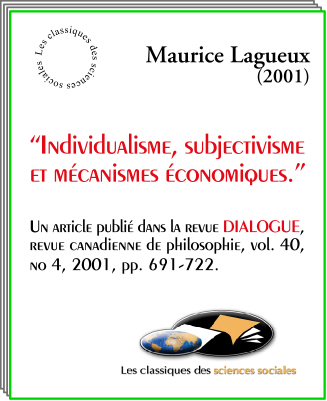 Les classiques des sciences sociales
Maurice Lagueux
(2001)
“Individualisme, subjectivisme
et mécanismes économiques.”
Un article publié dans la revue DIALOGUE,
revue canadienne de philosophie, vol. 40,
no 4, 2001, pp. 691-722.
Les classiques des sciences sociales